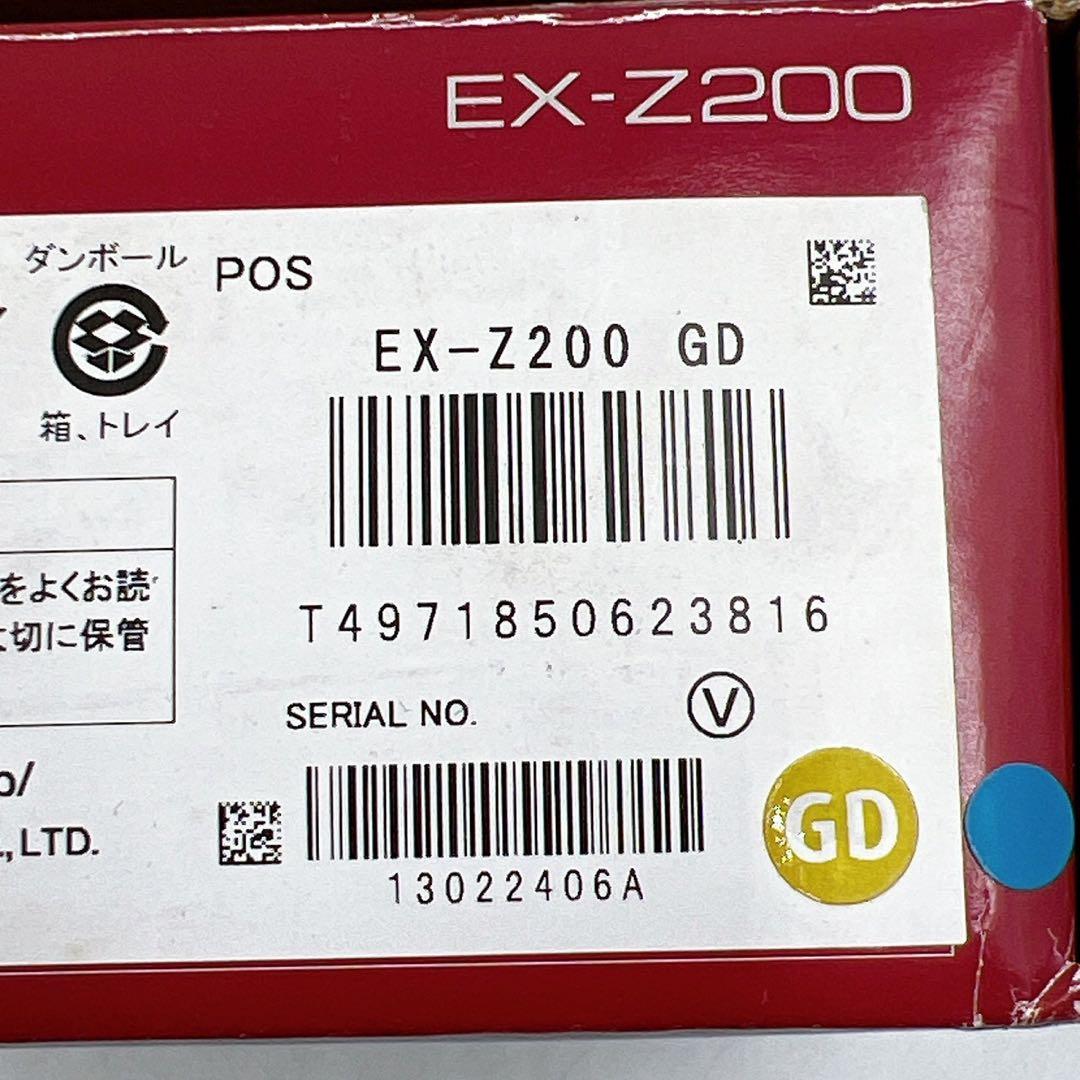 EX-Z200
ダンボール
箱、トレイ
POS
EX-Z200 GD
T4971850623816
をよくお読
切に保管
SERIAL NO.
V
13022406A
GD
LTD.